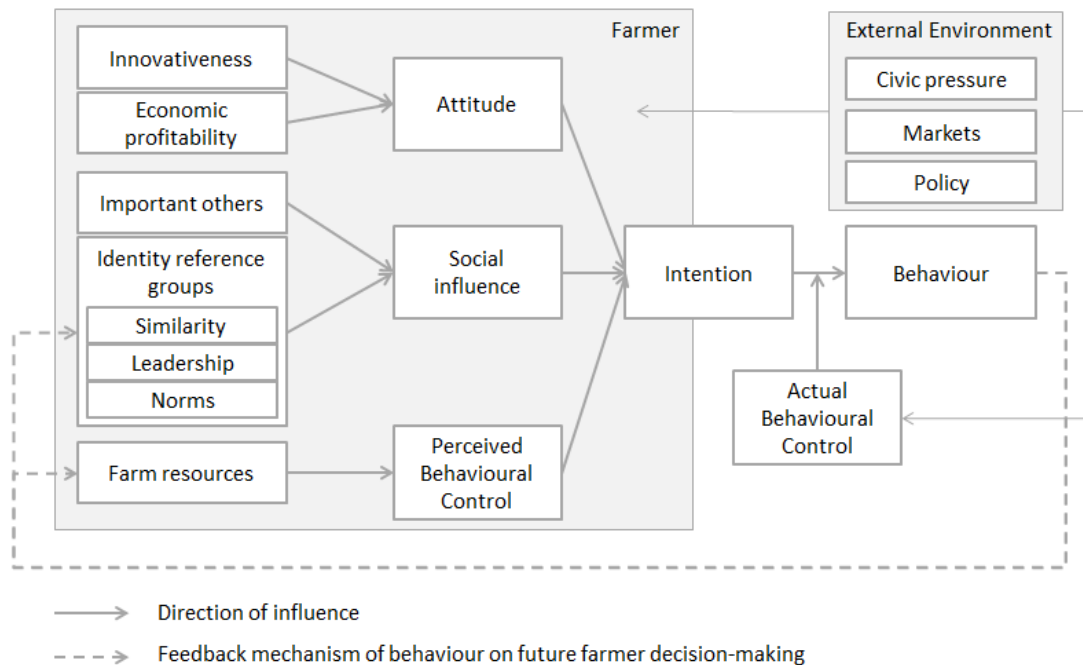 Farmer
Innovativeness
Economic
profitability
Attitude
Important others
Identity reference
groups
Similarity
Leadership
Norms
Social
influence
Farm resources
Perceived
Behavioural
Control
Intention
External Environment
Civic pressure
Markets
Policy
Behaviour
Actual
Behavioural
Control
Direction of influence
Feedback mechanism of behaviour on future farmer decision-making